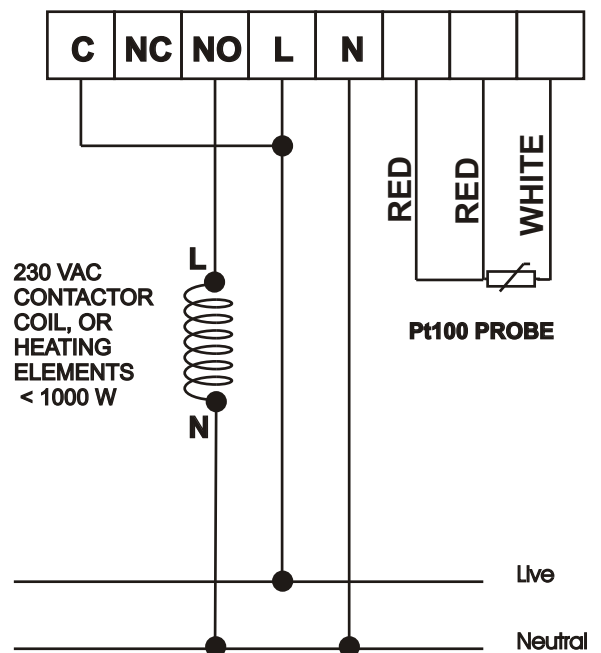 C NC NO L N
RED RED WHITE
L
230 VAC
CONTACTOR
COIL, OR
HEATING
ELEMENTS
< 1000 W
Pt100 PROBE
N
Live
Neutral